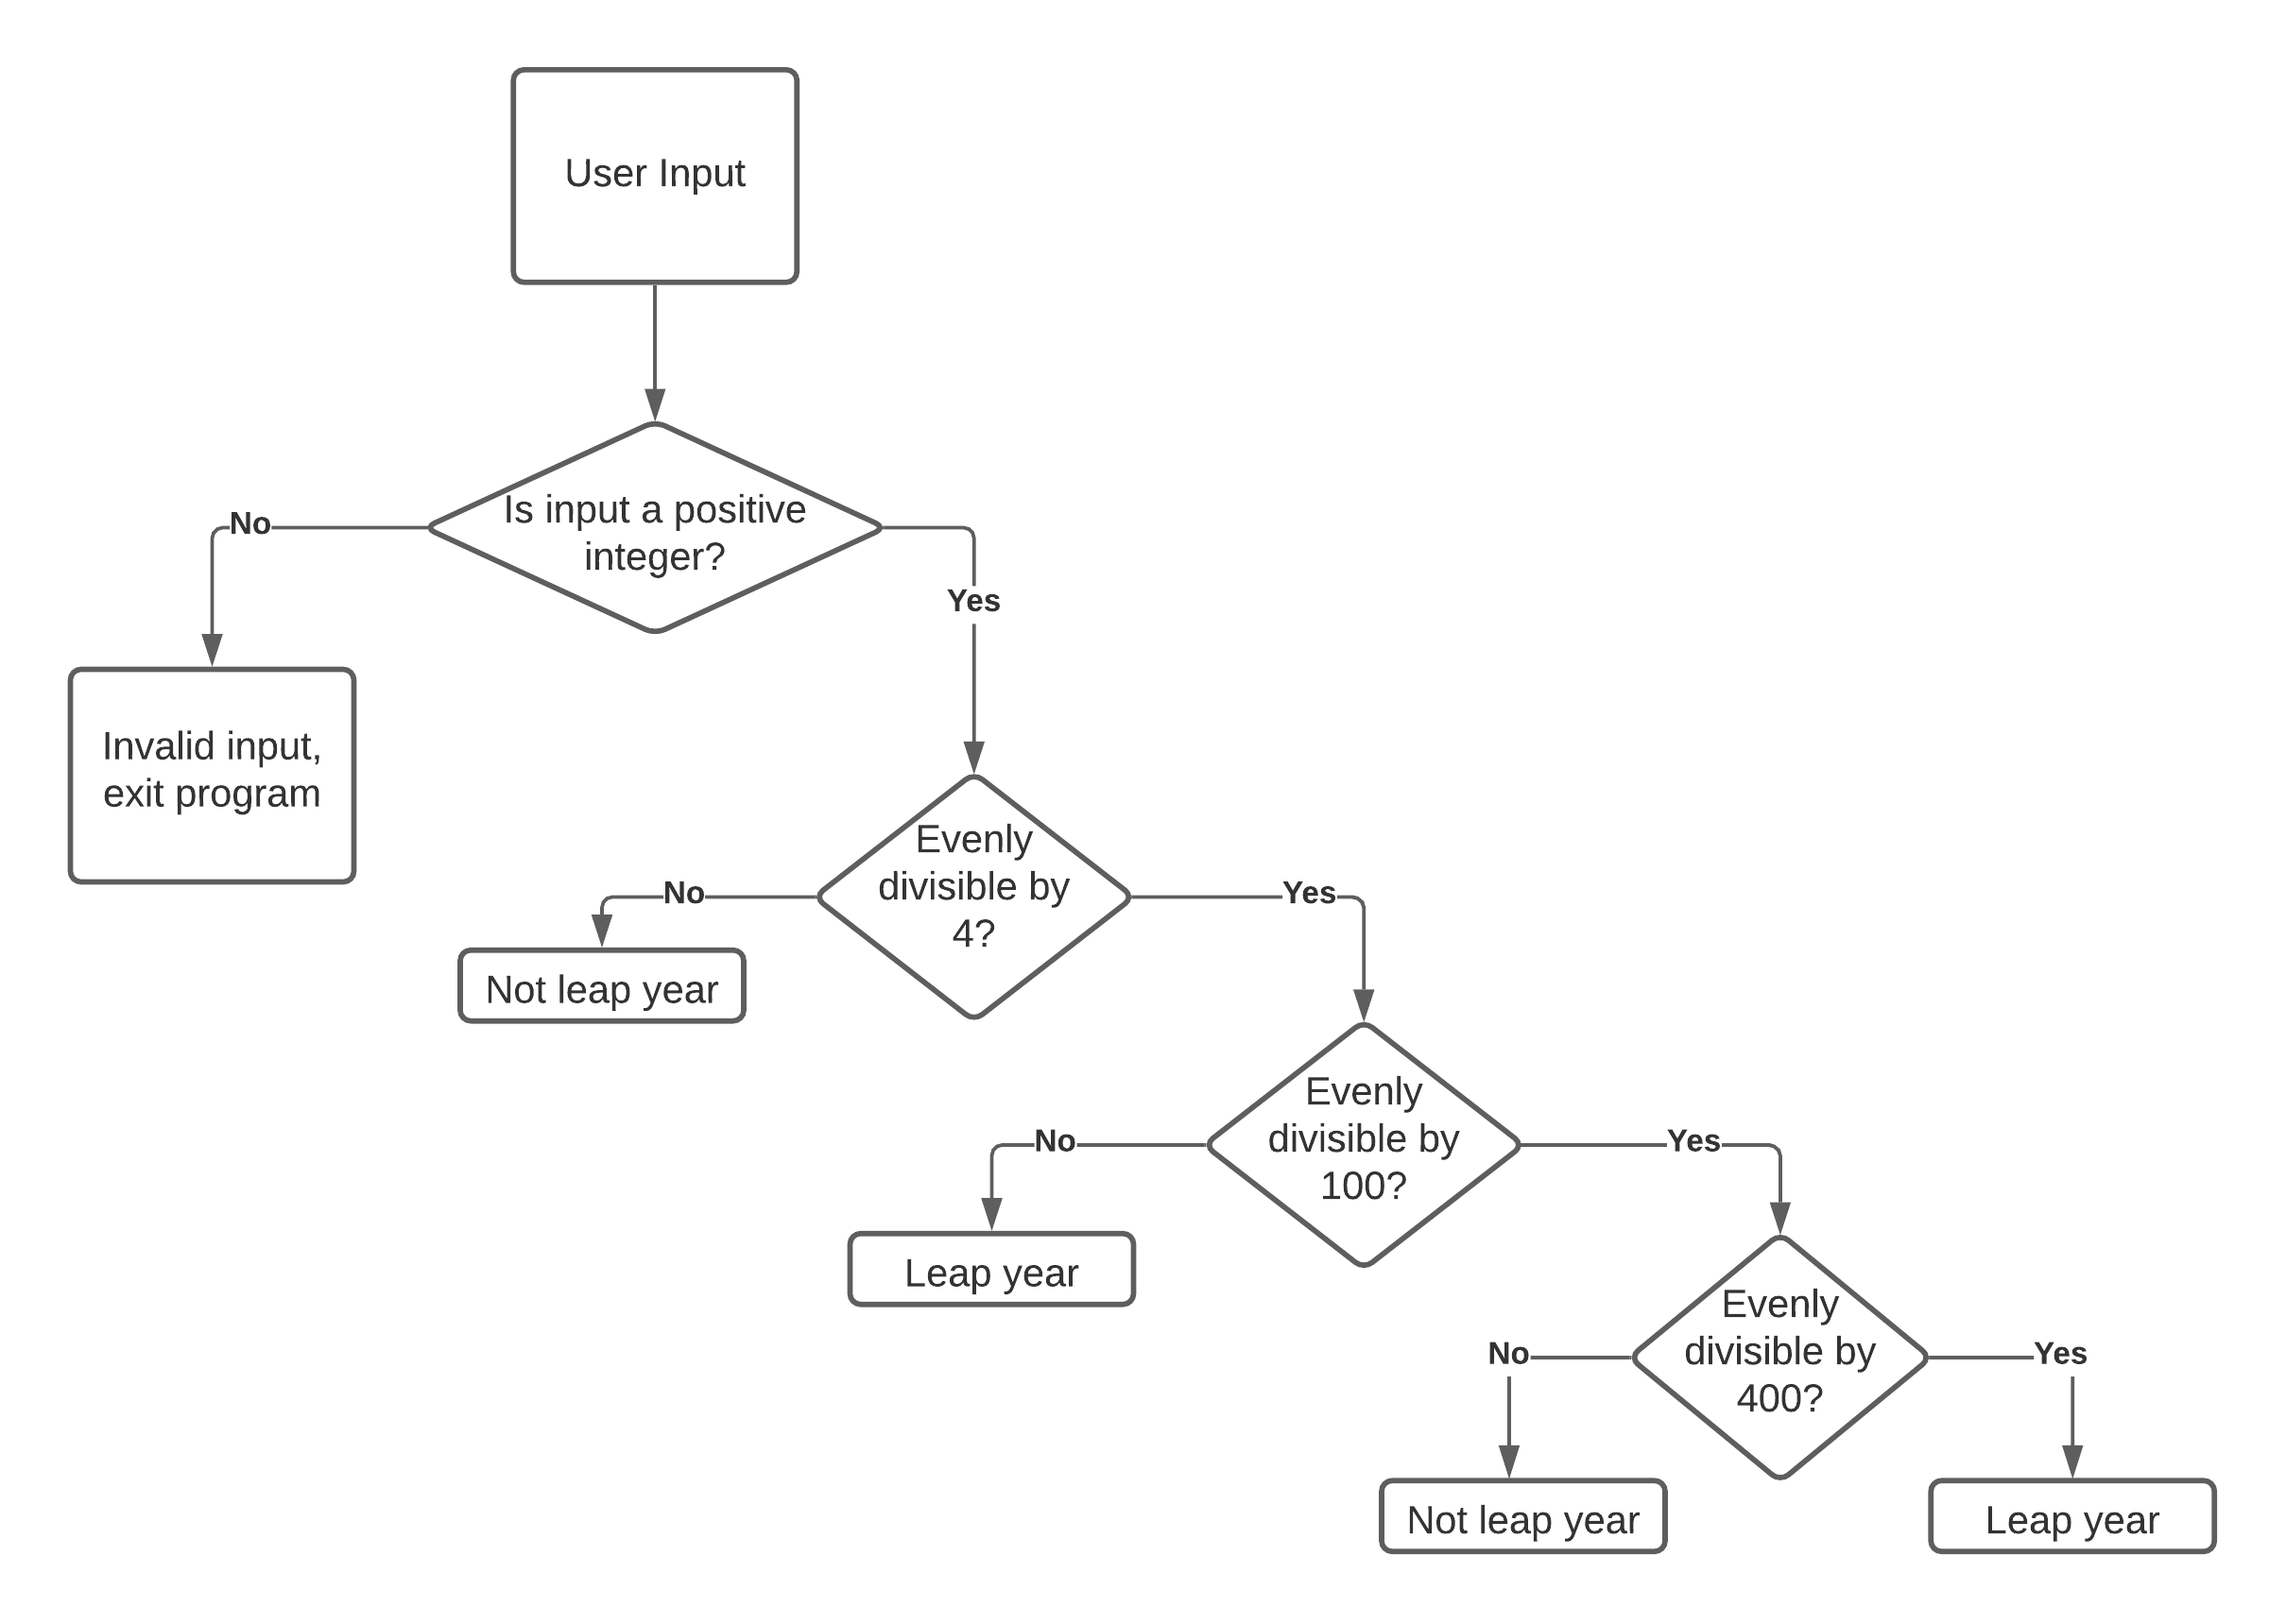 User Input
Is input a positive
integer?
No
Yes
Invalid input,
exit program
Evenly
divisible by
4?
No
Yes
Not leap year
Evenly
divisible by
100?
No
Yes
Leap year
Evenly
divisible by
400?
No
Yes
Not leap year
Leap year